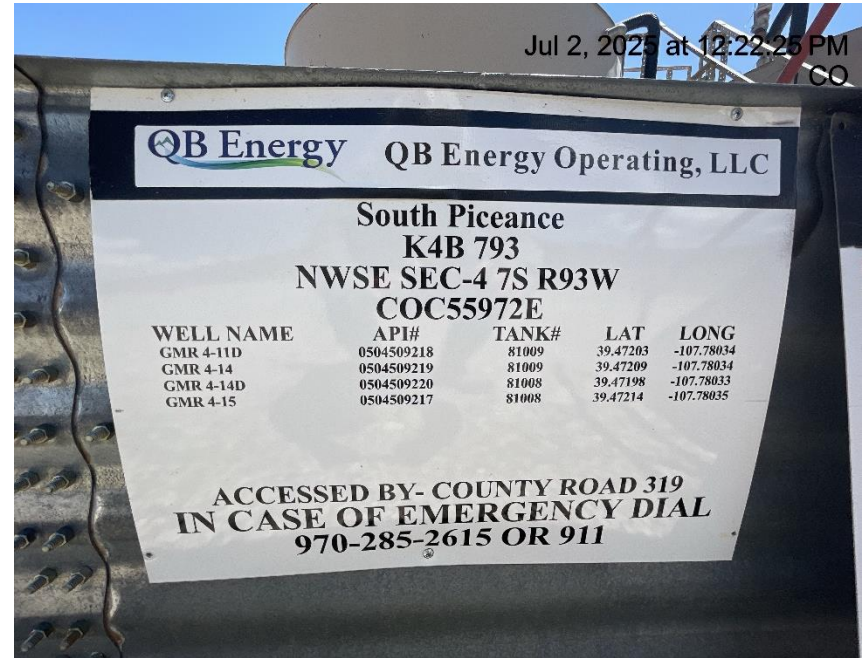 Jul 2, 2025 at 12:22:25 PM
CO
QB Energy QB Energy Operating, LLC
South Piceance
K4B 793
NWSE SEC-4 7S R93W
COC55972E
WELL NAME API# TANK# LAT LONG
GMR 4-11D 0504509218 81009 39.47203 -107.78034
GMR 4-14 0504509219 81009 39.47209 -107.78034
GMR 4-14D 0504509220 81008 39.47198 -107.78033
GMR 4-15 0504509217 81008 39.47214 -107.78035
ACCESSED BY- COUNTY ROAD 319
IN CASE OF EMERGENCY DIAL
970-285-2615 OR 911